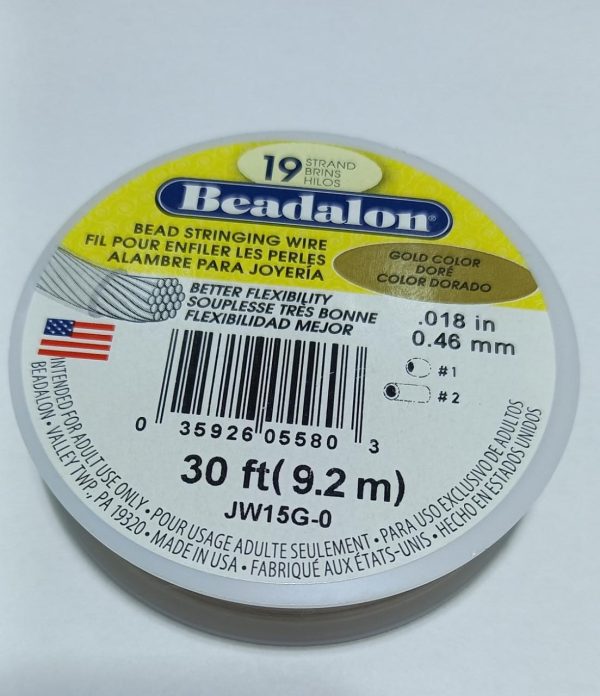 19 STRAND
BRINS
HILOS
Beadalon®
BEAD STRINGING WIRE
FIL POUR ENFILER LES PERLES
ALAMBRE PARA JOYERÍA
GOLD COLOR
DORÉ
COLOR DORADO
BETTER FLEXIBILITY
SOUPLESSE TRÈS BONNE
FLEXIBILIDAD MEJOR
.018 in
0.46 mm
#1
#2
0 35926 05580 3
30 ft( 9.2 m)
JW15G-0
INTENDED FOR ADULT USE ONLY • POUR USAGE ADULTE SEULEMENT • PARA USO EXCLUSIVO DE ADULTOS
BEADALON • VALLEY TWP., PA 19320 • MADE IN USA • FABRIQUÉ AUX ÉTATS-UNIS • HECHO EN ESTADOS UNIDOS